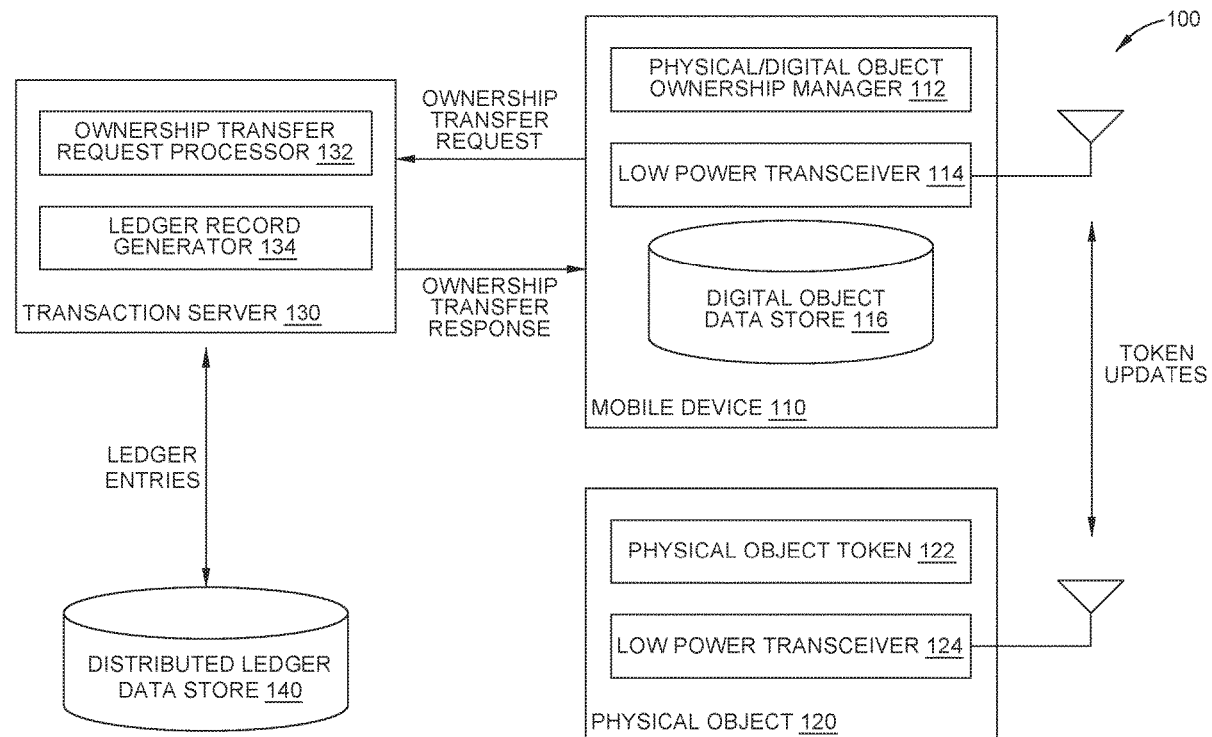 100
PHYSICAL/DIGITAL OBJECT
OWNERSHIP MANAGER 112
LOW POWER TRANSCEIVER 114
DIGITAL OBJECT
DATA STORE 116
MOBILE DEVICE 110
OWNERSHIP
TRANSFER
REQUEST
OWNERSHIP TRANSFER
REQUEST PROCESSOR 132
LEDGER RECORD
GENERATOR 134
TRANSACTION SERVER 130
OWNERSHIP
TRANSFER
RESPONSE
TOKEN
UPDATES
LEDGER
ENTRIES
DISTRIBUTED LEDGER
DATA STORE 140
PHYSICAL OBJECT TOKEN 122
LOW POWER TRANSCEIVER 124
PHYSICAL OBJECT 120